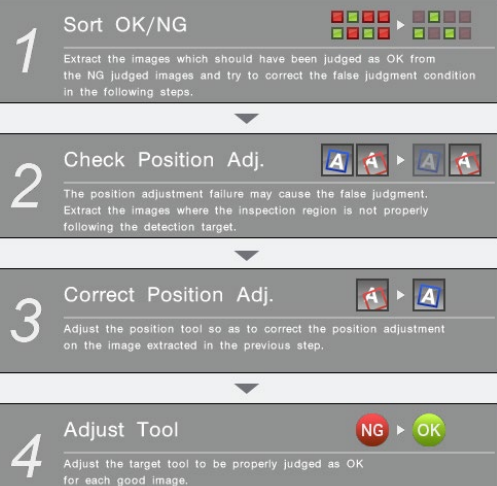 1
Sort OK/NG
Extract the images which should have been judged as OK from
the NG judged images and try to correct the false judgment condition
in the following steps.
2
Check Position Adj.
A A A A
The position adjustment failure may cause the false judgment.
Extract the images where the inspection region is not properly
following the detection target.
3
Correct Position Adj.
A A
Adjust the position tool so as to correct the position adjustment
on the image extracted in the previous step.
4
Adjust Tool
NG OK
Adjust the target tool to be properly judged as OK
for each good image.